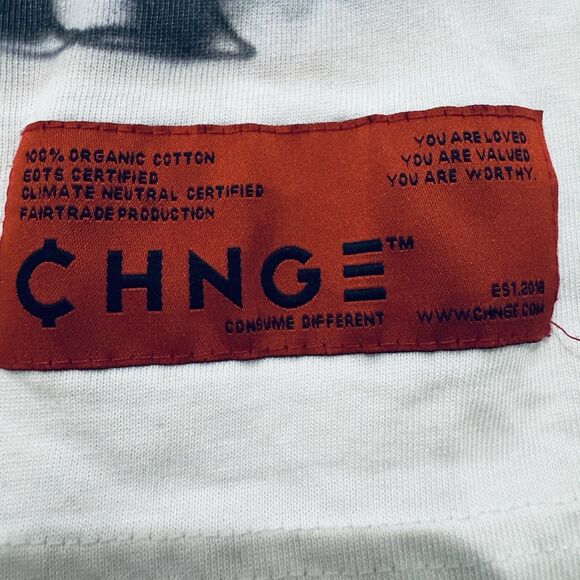 100% ORGANIC COTTON
GOTS CERTIFIED
CLIMATE NEUTRAL CERTIFIED
FAIRTRADE PRODUCTION
YOU ARE LOVED.
YOU ARE VALUED.
YOU ARE WORTHY.
₵HNGE™
CONSUME DIFFERENT
EST. 2018
WWW.CHNGE.COM